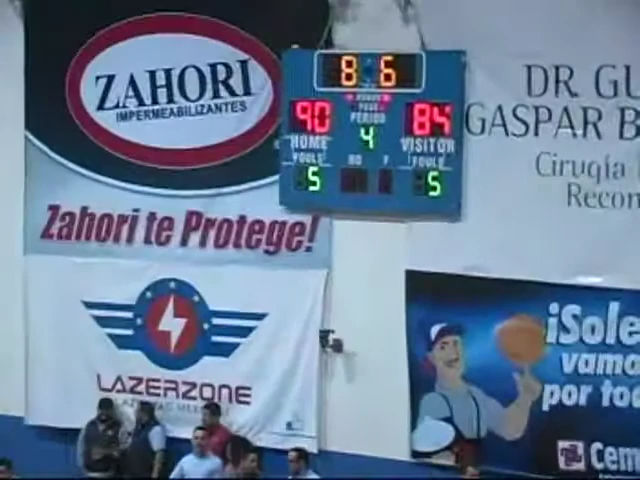 ZAHORI
IMPERMEABILIZANTES
Zahori te Protege!
LAZERZONE
8 6
PERIOD
90 4 84
HOME VISITOR
FOULS FOULS
5 5
DR. GU
GASPAR B
Cirugía
Recon
¡Sole
vama
por to
Cem